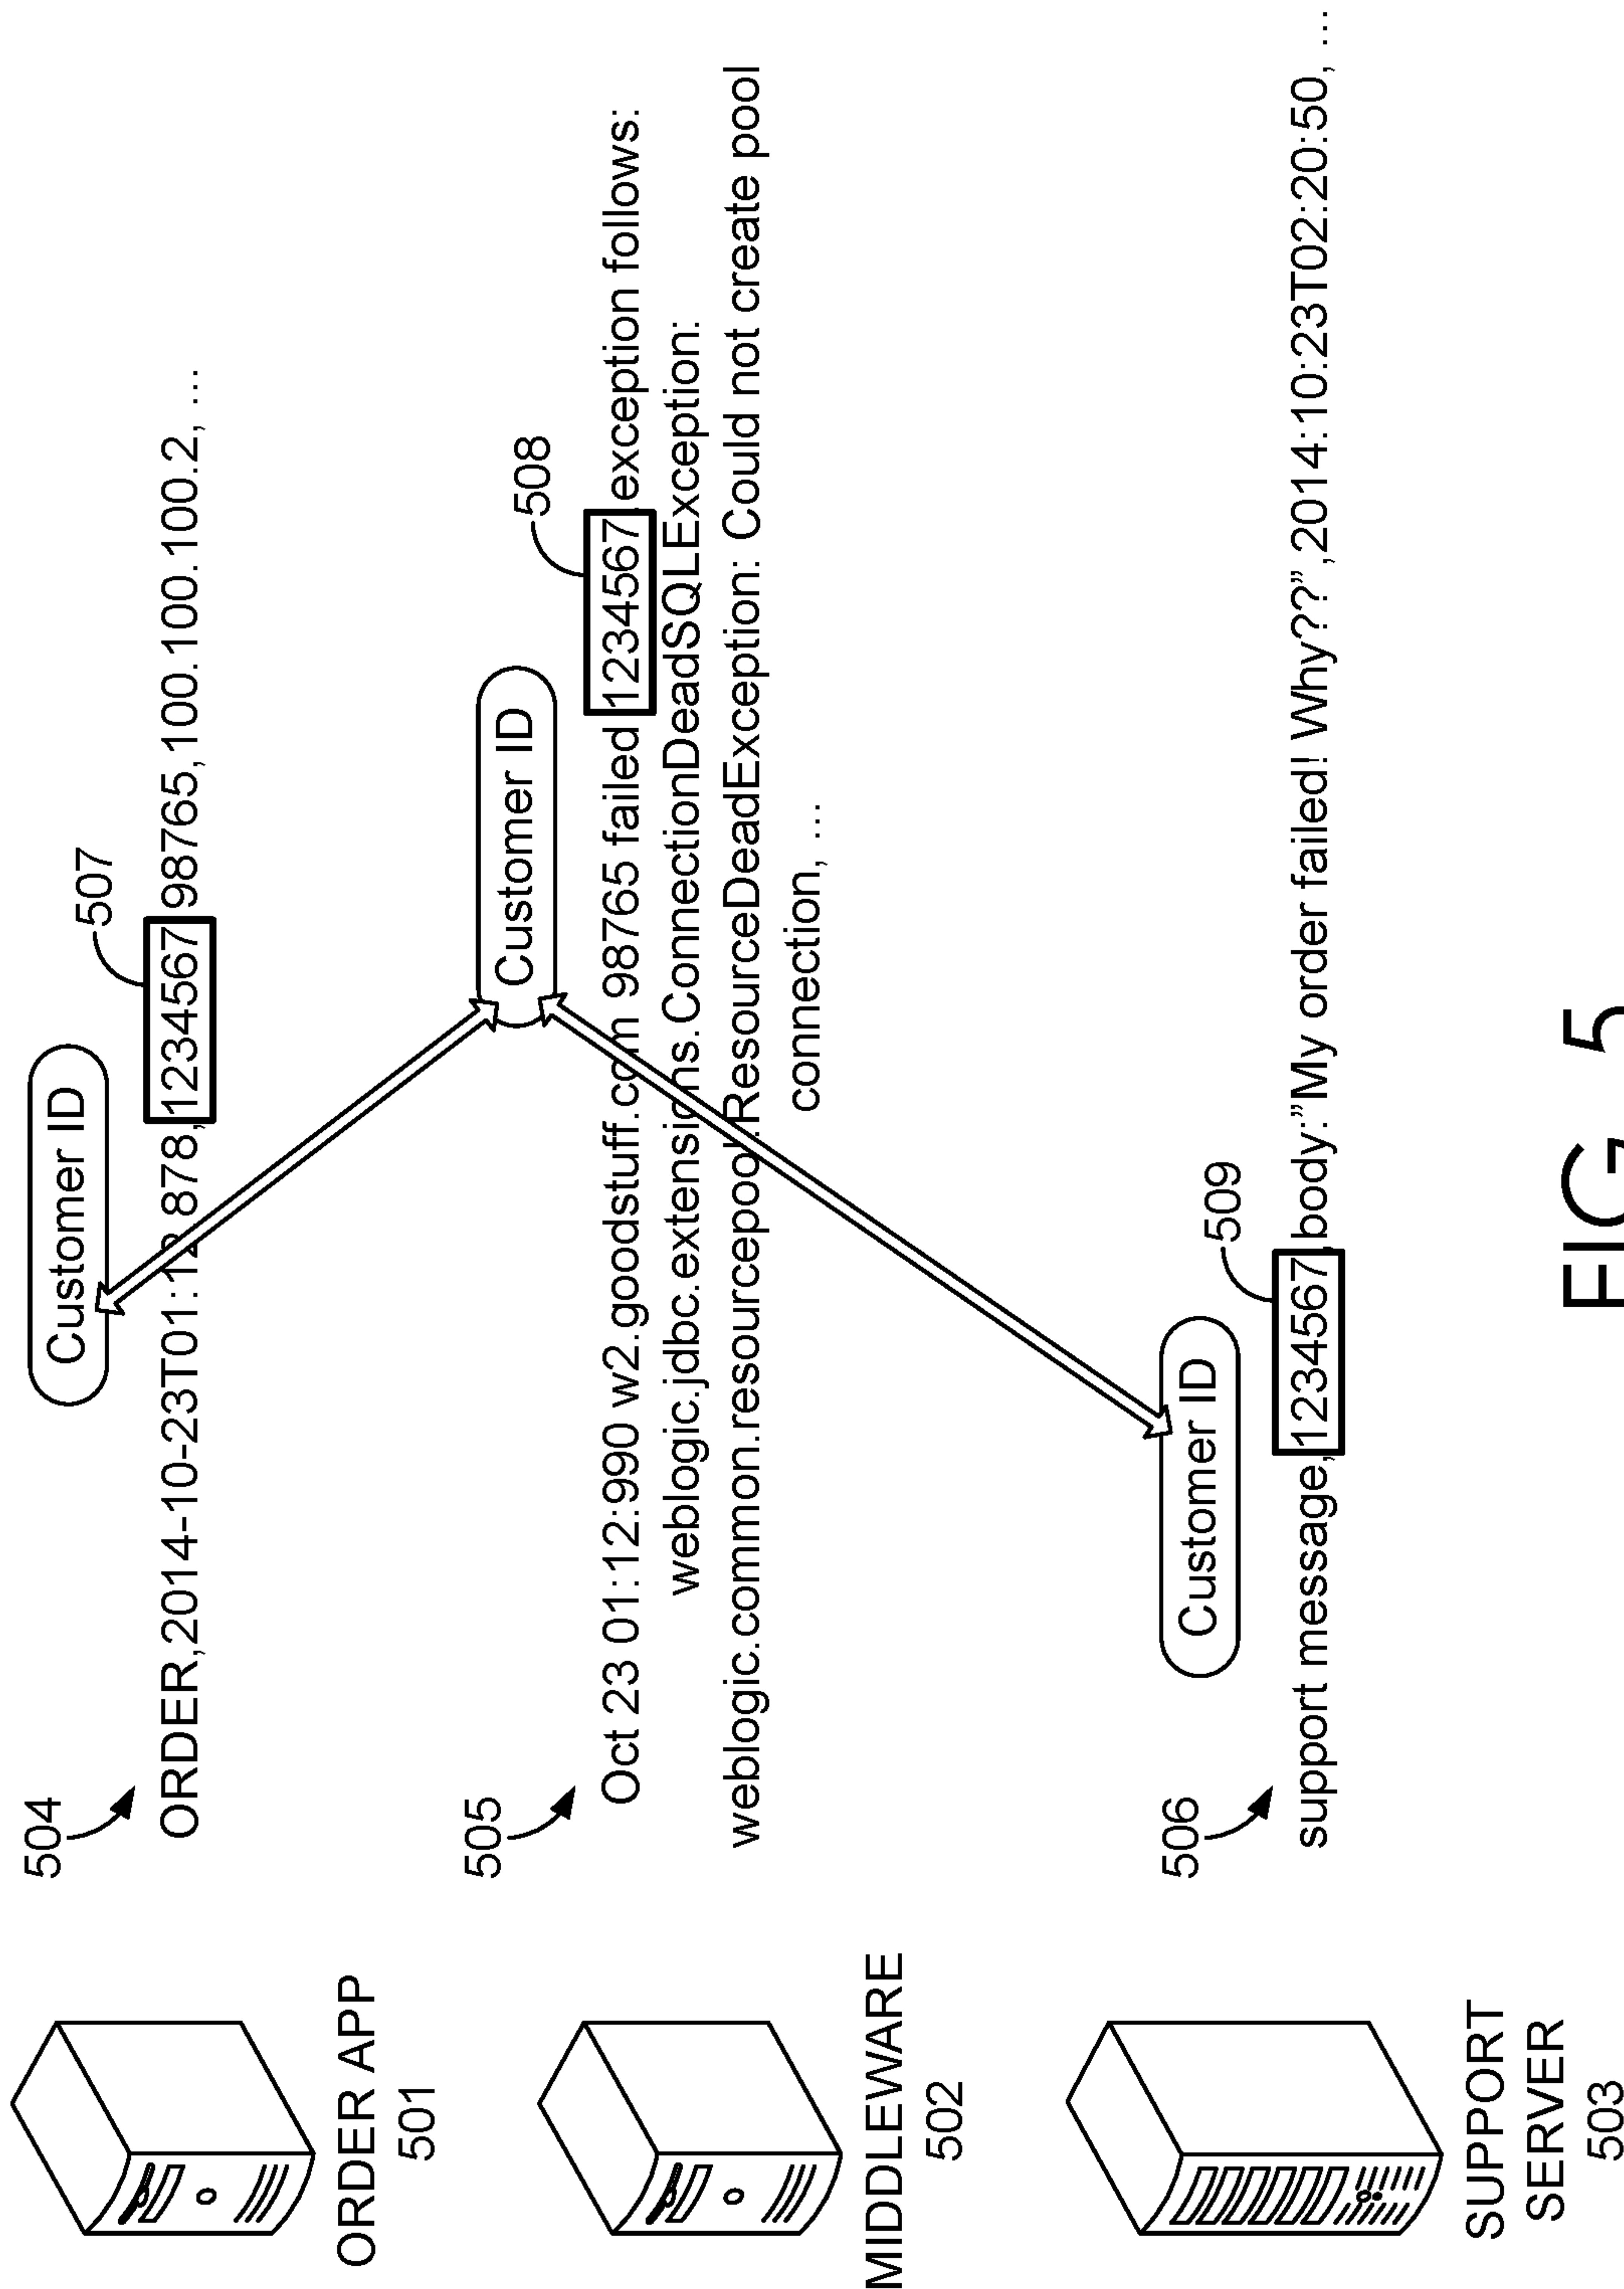 504
Customer ID
507
ORDER,2014-10-23T01:12:878,1234567,98765,100.100.100.2, ...
ORDER APP
501
505
Customer ID
508
Oct 23 01:12:990 w2.goodstuff.com 98765 failed 1234567,exception follows:
weblogic.jdbc.extensions.ConnectionDeadSQLException:
weblogic.common.resourcepool.ResourceDeadException: Could not create pool
connection, ...
MIDDLEWARE
502
506
Customer ID
509
support message,1234567,body:”My order failed! Why???”,2014:10:23T02:20:50, ...
SUPPORT
SERVER
503
FIG. 5